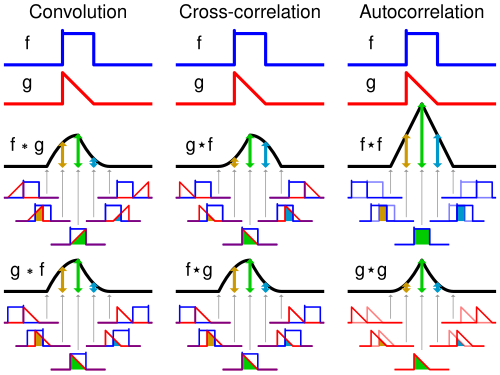 Convolution Cross-correlation Autocorrelation
f f f
g g g
f ∗ g g⋆f f⋆f
g ∗ f f⋆g g⋆g